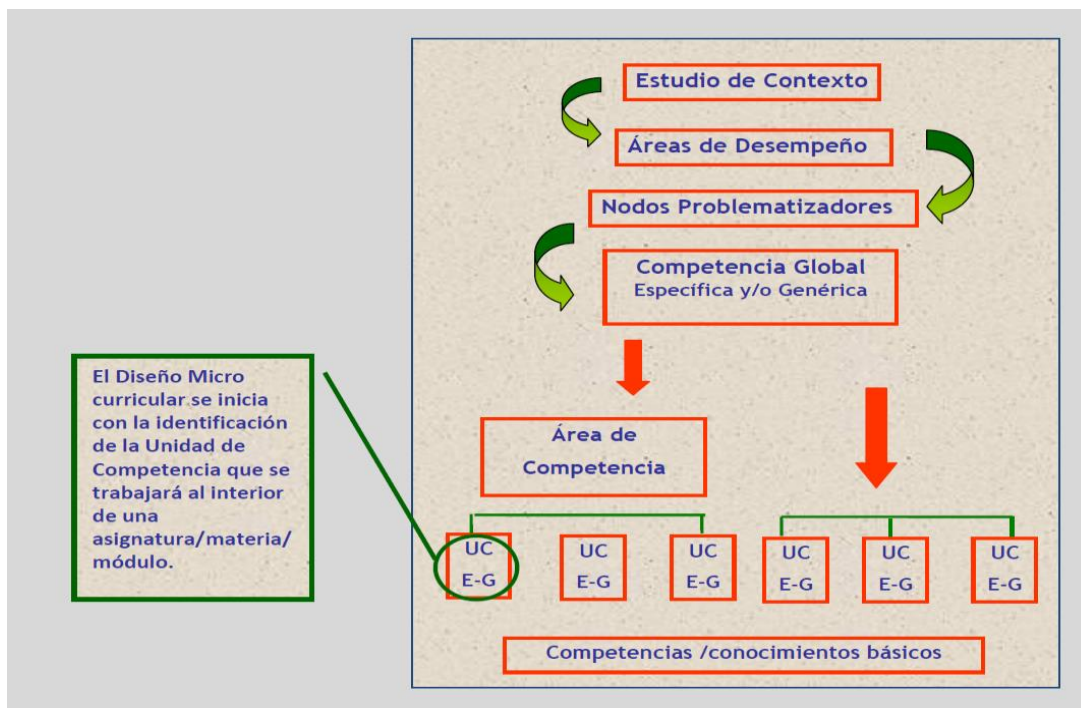 Estudio de Contexto
Áreas de Desempeño
Nodos Problematizadores
Competencia Global
Específica y/o Genérica
El Diseño Micro
curricular se inicia
con la identificación
de la Unidad de
Competencia que se
trabajará al interior
de una
asignatura/materia/
módulo.
Área de
Competencia
UC
E-G
UC
E-G
UC
E-G
UC
E-G
UC
E-G
UC
E-G
Competencias /conocimientos básicos